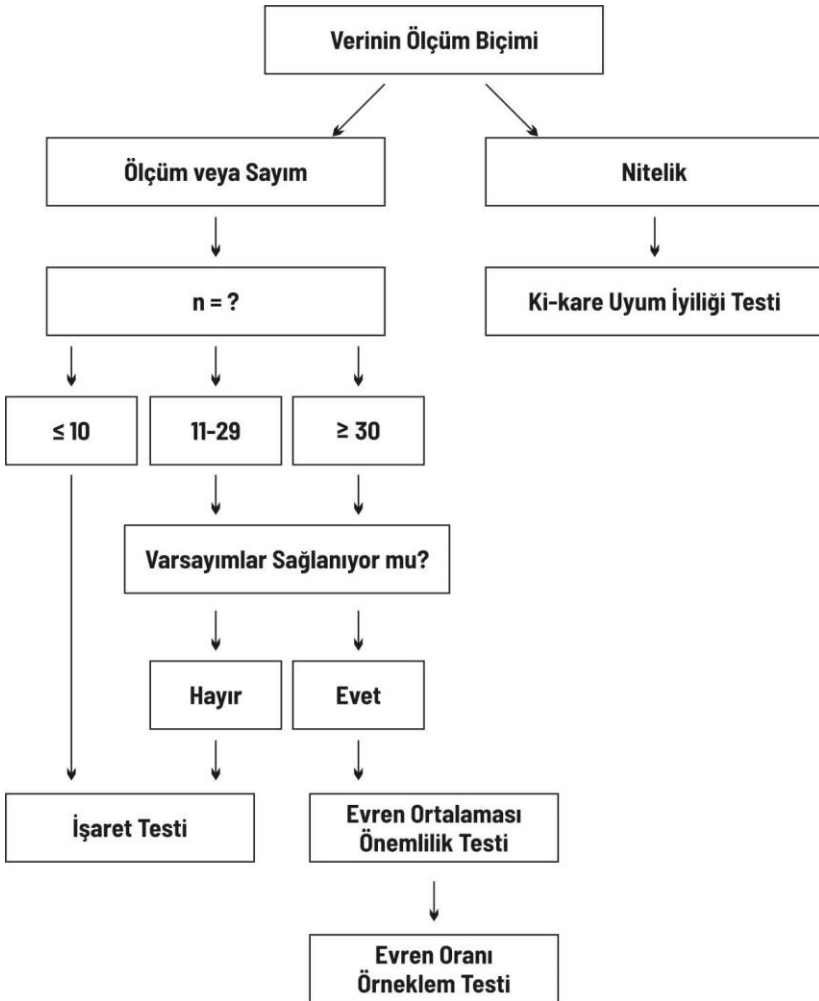 Verinin Ölçüm Biçimi
Ölçüm veya Sayım
Nitelik
n = ?
Ki-kare Uyum İyiliği Testi
≤ 10
11-29
≥ 30
Varsayımlar Sağlanıyor mu?
Hayır
Evet
İşaret Testi
Evren Ortalaması
Önemlilik Testi
Evren Oranı
Örneklem Testi